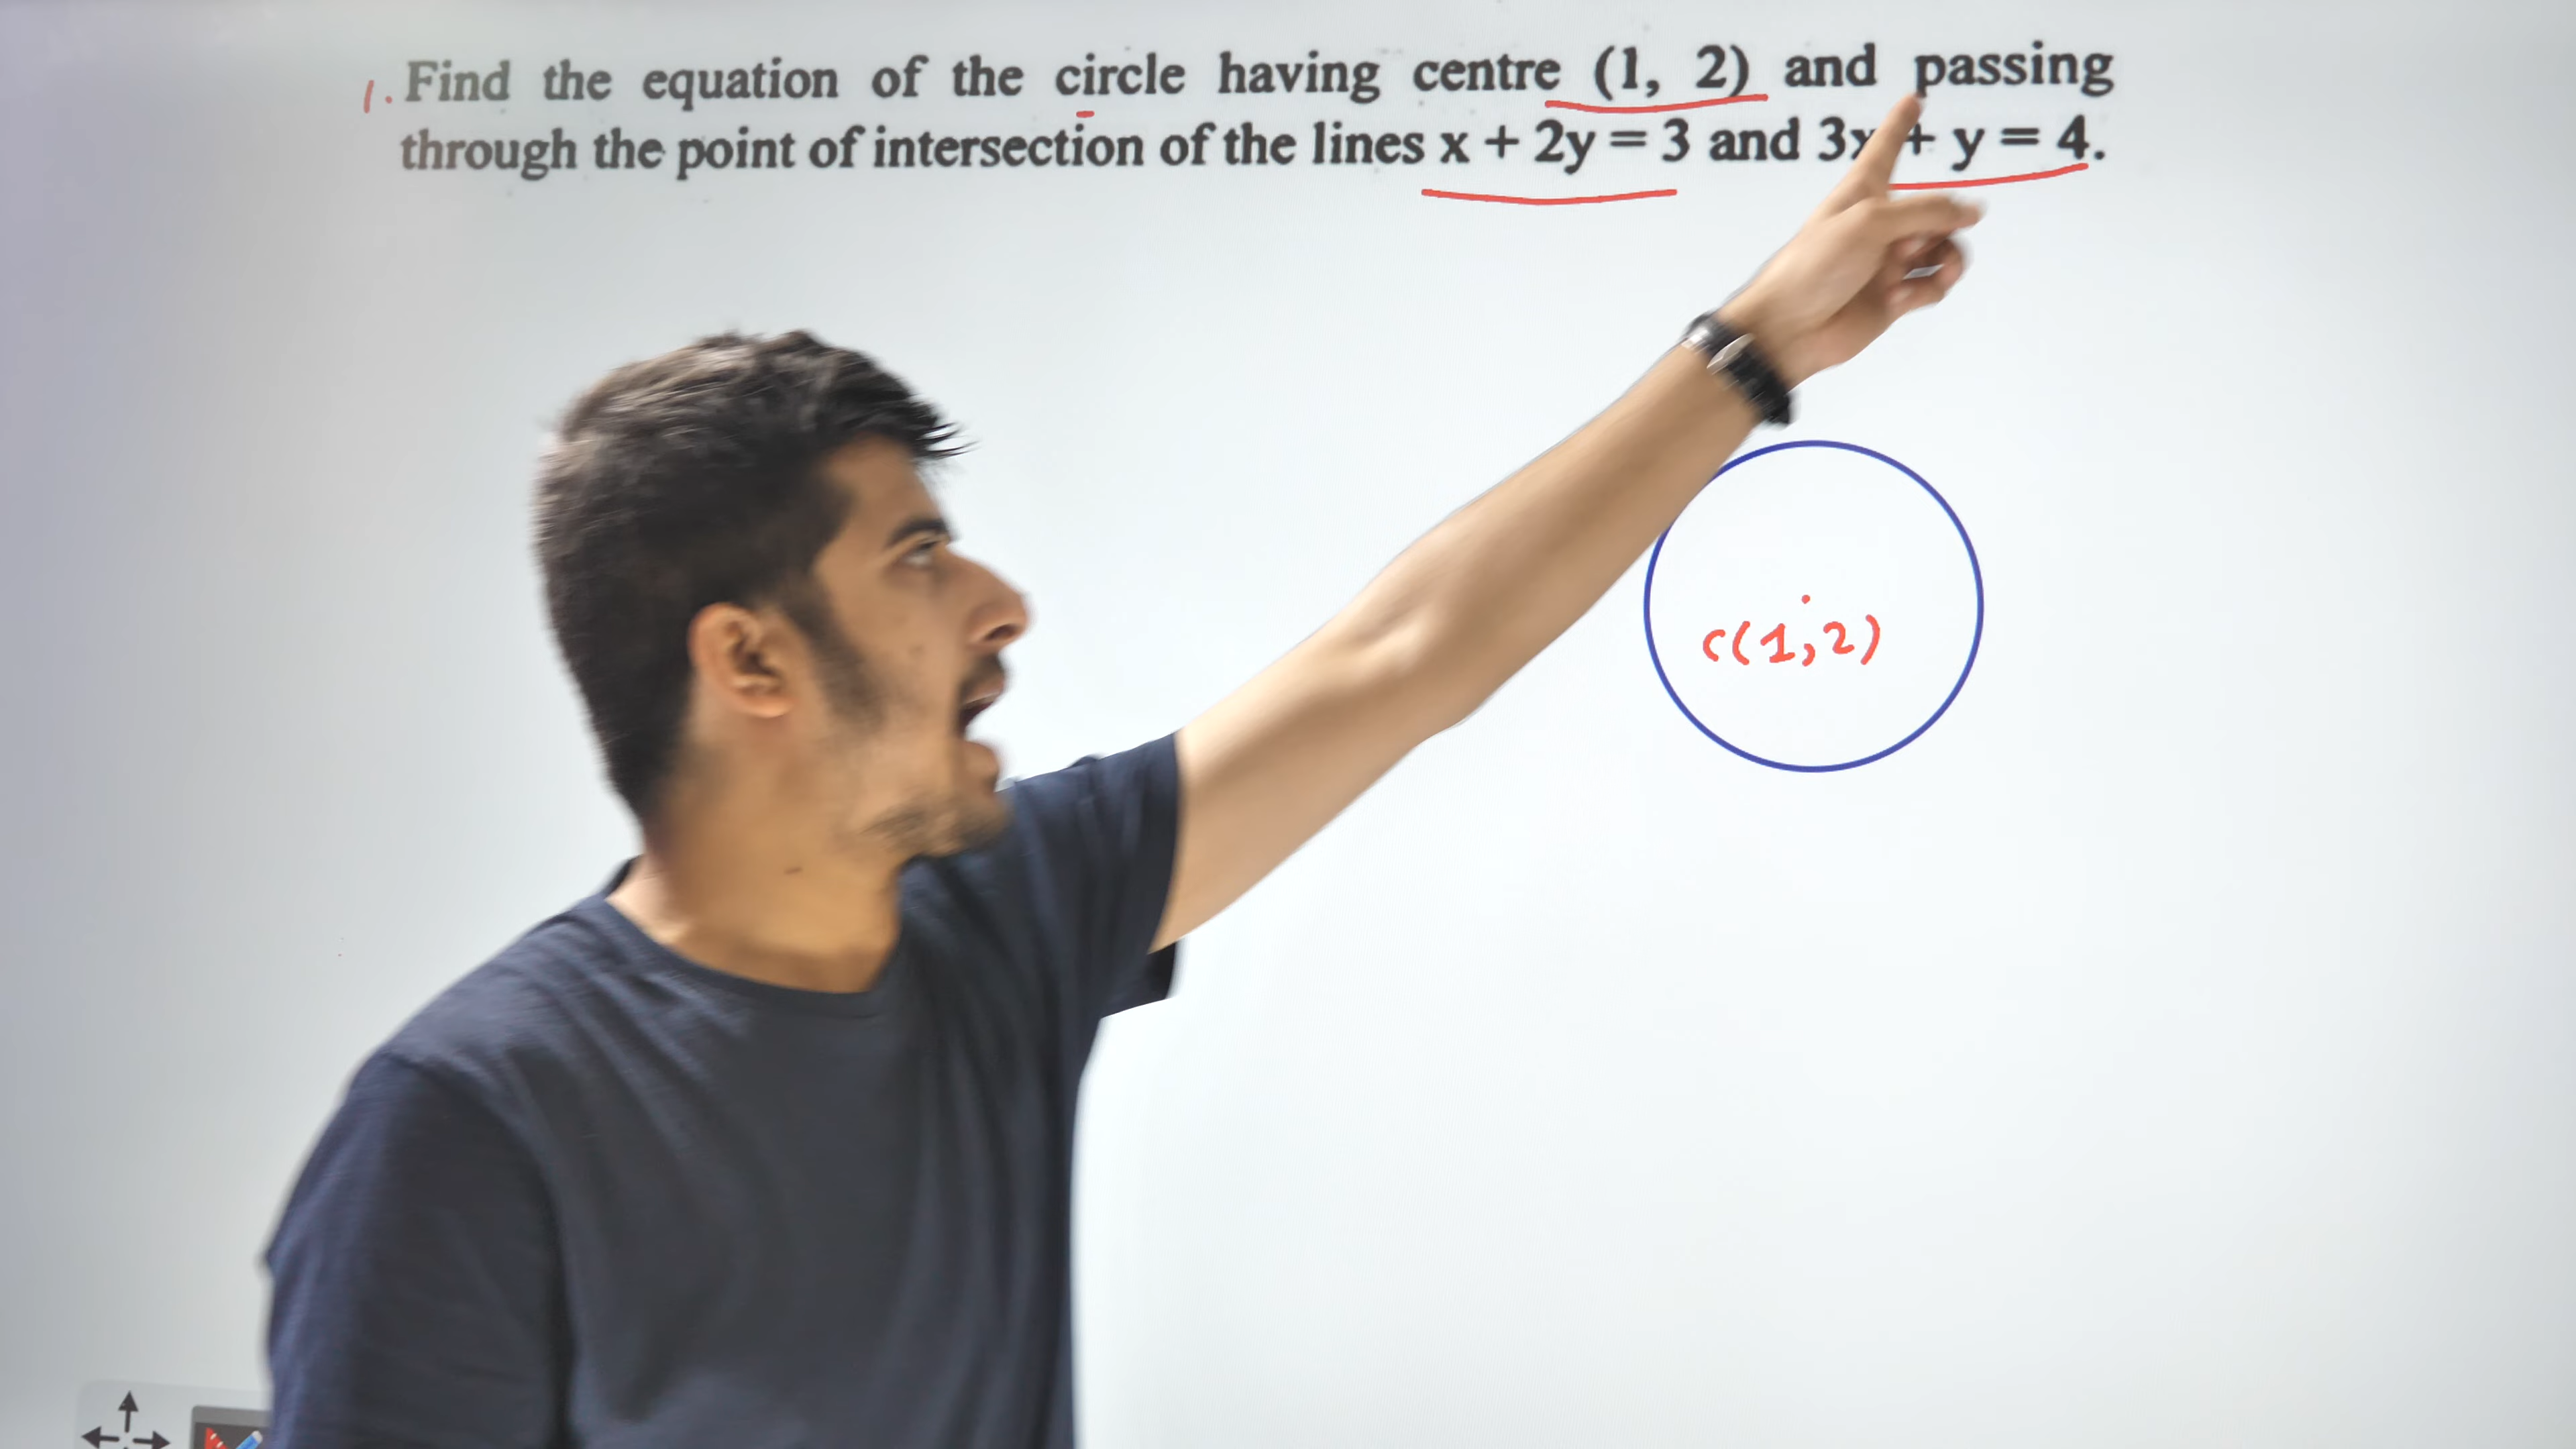 1. Find the equation of the circle having centre (1, 2) and passing
through the point of intersection of the lines x + 2y = 3 and 3x + y = 4.
c(1,2)